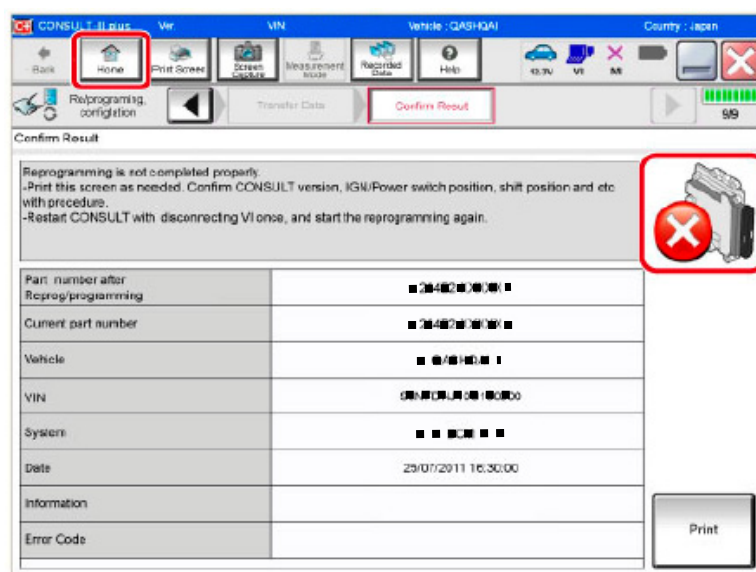 CONSULT-III plus Ver. VIN: Vehicle : QASHQAI Country : Japan
Back Home Print Screen Screen Capture Measurement Mode Recorded Data Help 12.3V VI MI
Re/programing, configlation Transfer Data Confirm Result 9/9
Confirm Result
Reprogramming is not completed properly.
-Print this screen as needed. Confirm CONSULT version, IGN/Power switch position, shift position and etc
with procedure.
-Restart CONSULT with disconnecting VI once, and start the reprogramming again.
Part number after
Reprog/programming
Current part number
Vehicle
VIN
System
Date 25/07/2011 16:30:00
Information
Error Code
Print